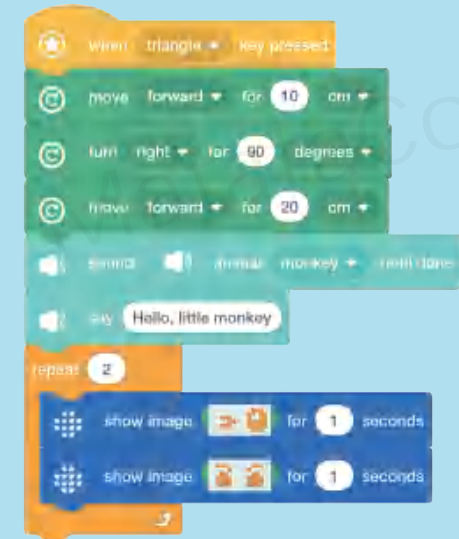 when triangle key pressed
move forward for 10 cm
turn right for 90 degrees
move forward for 20 cm
sound animal monkey until done
say Hello, little monkey
repeat 2
show image for 1 seconds
show image for 1 seconds